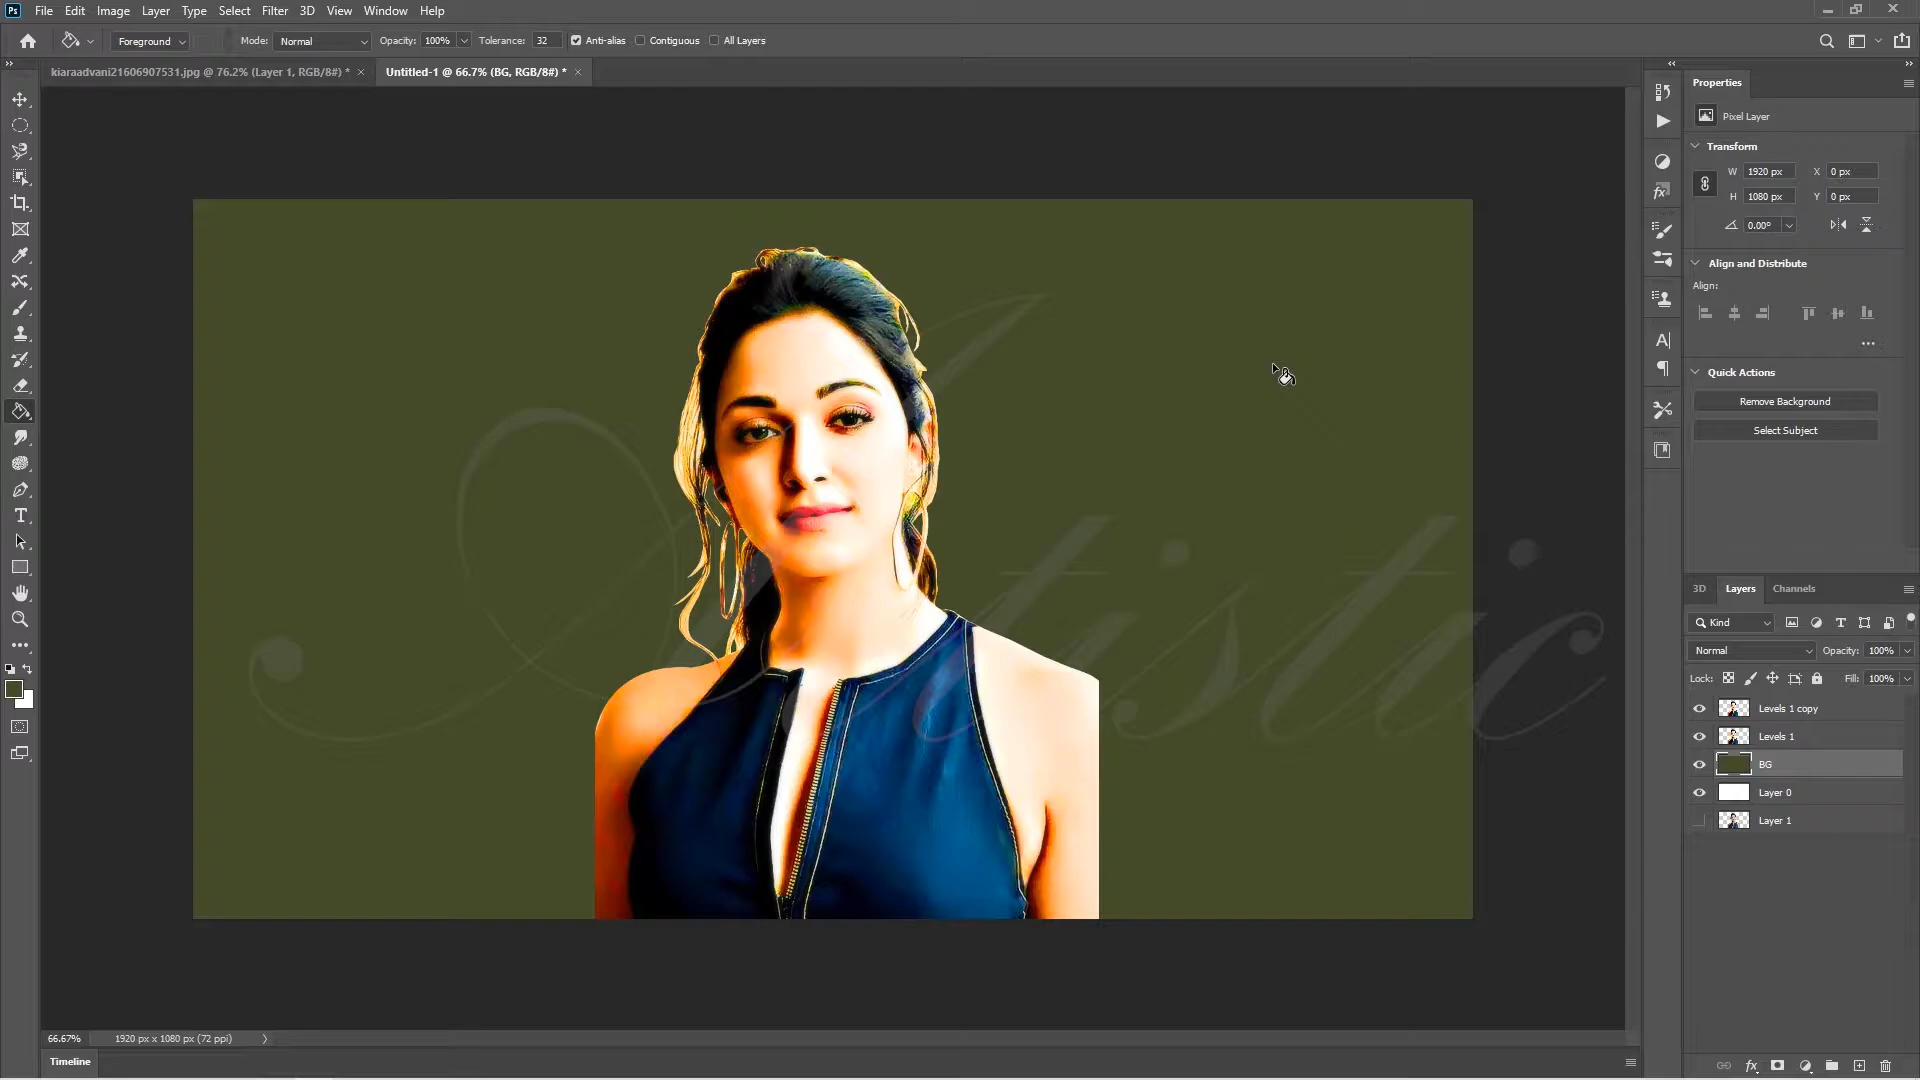 Ps File Edit Image Layer Type Select Filter 3D View Window Help
Foreground Mode: Normal Opacity: 100% Tolerance: 32 Anti-alias Contiguous All Layers
kiaraadvani21606907531.jpg @ 76.2% (Layer 1, RGB/8#) * × Untitled-1 @ 66.7% (BG, RGB/8#) * ×
Properties
Pixel Layer
Transform
W 1920 px X 0 px
H 1080 px Y 0 px
0.00°
Align and Distribute
Align:
Quick Actions
Remove Background
Select Subject
Artistic
3D Layers Channels
Kind
Normal Opacity: 100%
Lock: Fill: 100%
Levels 1 copy
Levels 1
BG
Layer 0
Layer 1
66.67% 1920 px x 1080 px (72 ppi)
Timeline